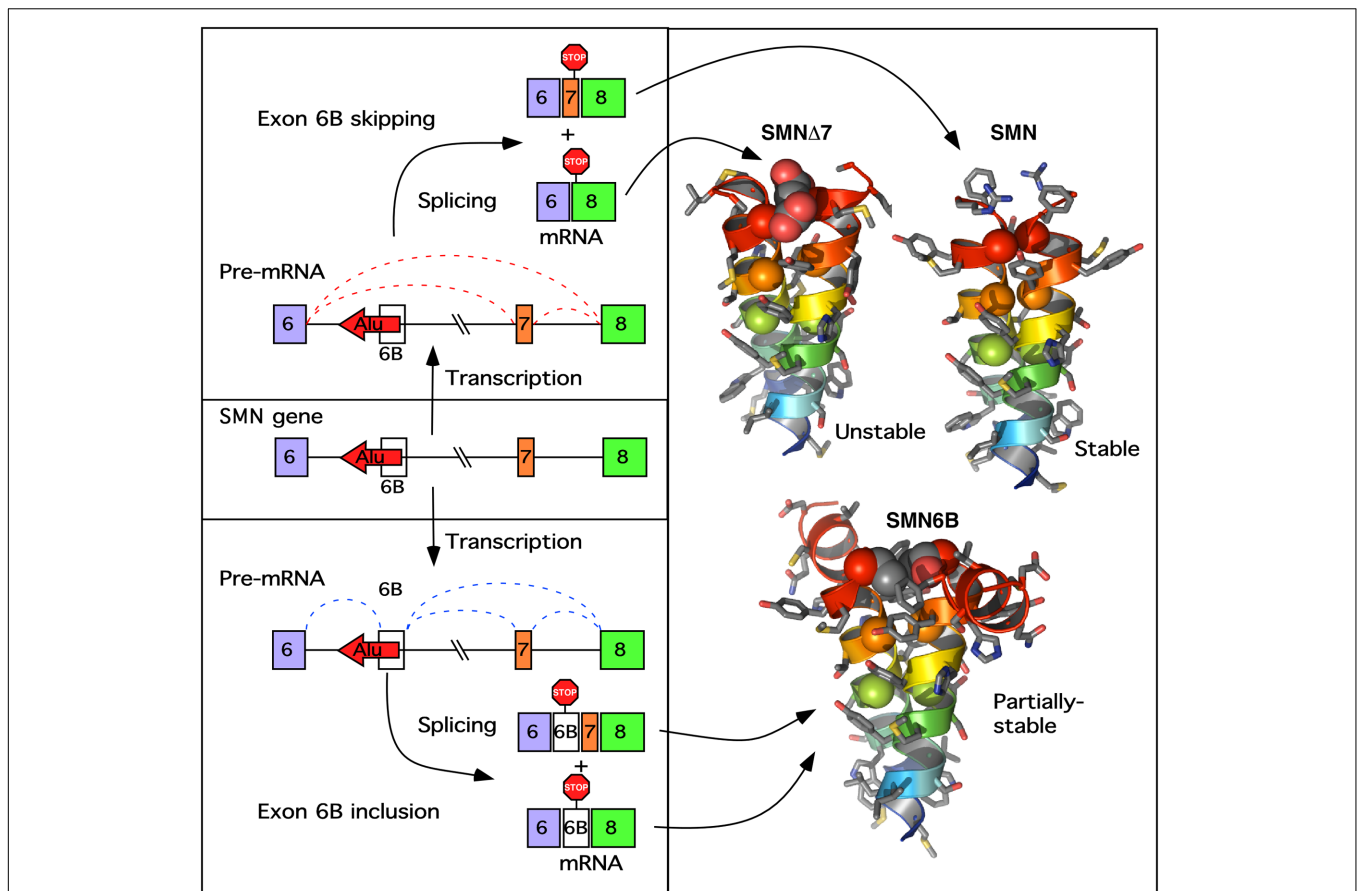 STOP
6 7 8
Exon 6B skipping
+
STOP
Splicing
6 8
mRNA
Pre-mRNA
6 Alu 7 8
6B
Transcription
SMN gene
6 Alu 7 8
6B
Transcription
Pre-mRNA
6B
6 Alu 7 8
STOP
Splicing
6 6B 7 8
+
STOP
Exon 6B inclusion
6 6B 8
mRNA
SMNΔ7
SMN
Unstable
Stable
SMN6B
Partially-
stable